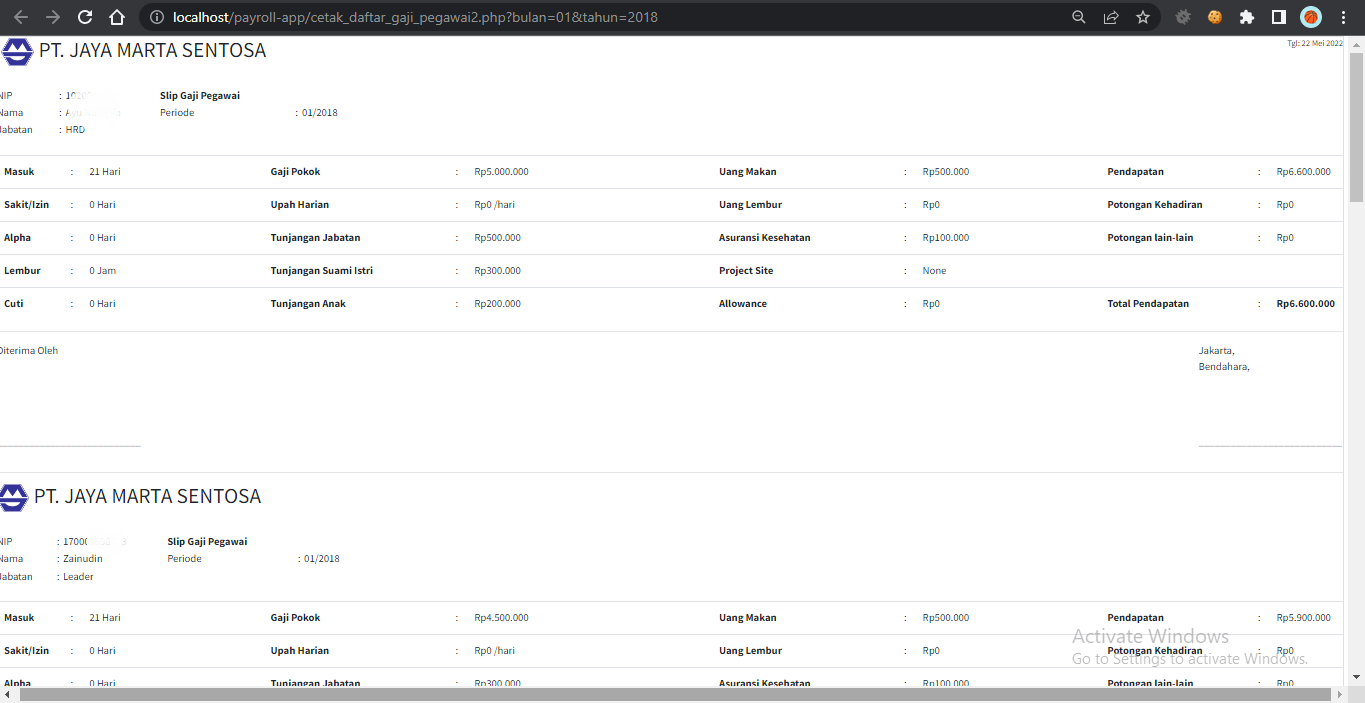 localhost/payroll-app/cetak_daftar_gaji_pegawai2.php?bulan=01&tahun=2018
PT. JAYA MARTA SENTOSA
Tgl: 22 Mei 2022
NIP : Slip Gaji Pegawai
Nama : Periode : 01/2018
Jabatan : HRD
Masuk : 21 Hari Gaji Pokok : Rp5.000.000 Uang Makan : Rp500.000 Pendapatan : Rp6.600.000
Sakit/Izin : 0 Hari Upah Harian : Rp0 /hari Uang Lembur : Rp0 Potongan Kehadiran : Rp0
Alpha : 0 Hari Tunjangan Jabatan : Rp500.000 Asuransi Kesehatan : Rp100.000 Potongan lain-lain : Rp0
Lembur : 0 Jam Tunjangan Suami Istri : Rp300.000 Project Site : None
Cuti : 0 Hari Tunjangan Anak : Rp200.000 Allowance : Rp0 Total Pendapatan : Rp6.600.000
Diterima Oleh Jakarta,
Bendahara,
PT. JAYA MARTA SENTOSA
NIP : Slip Gaji Pegawai
Nama : Zainudin Periode : 01/2018
Jabatan : Leader
Masuk : 21 Hari Gaji Pokok : Rp4.500.000 Uang Makan : Rp500.000 Pendapatan : Rp5.900.000
Sakit/Izin : 0 Hari Upah Harian : Rp0 /hari Uang Lembur : Rp0 Potongan Kehadiran : Rp0
Alpha : 0 Hari Tunjangan Jabatan : Rp300.000 Asuransi Kesehatan : Rp100.000 Potongan lain-lain : Rp0
Activate Windows
Go to Settings to activate Windows.